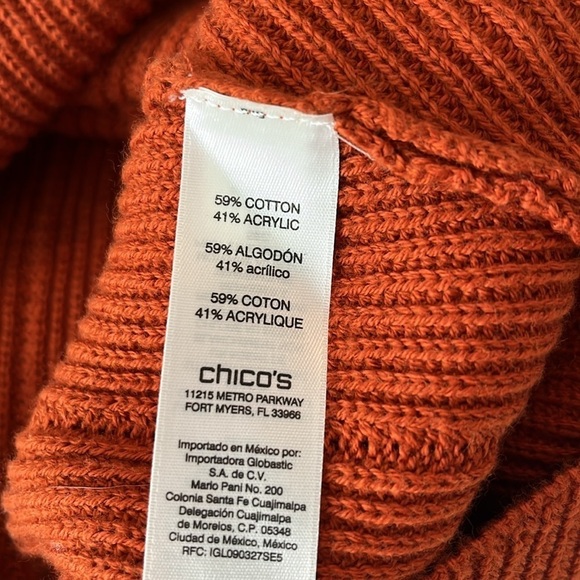 59% COTTON
41% ACRYLIC
59% ALGODÓN
41% acrílico
59% COTON
41% ACRYLIQUE
chico's
11215 METRO PARKWAY
FORT MYERS, FL 33966
Importado en México por:
Importadora Globastic
S.A. de C.V.
Mario Pani No. 200
Colonia Santa Fe Cuajimalpa
Delegación Cuajimalpa
de Morelos, C.P. 05348
Ciudad de México, México
RFC: IGL090327SE5